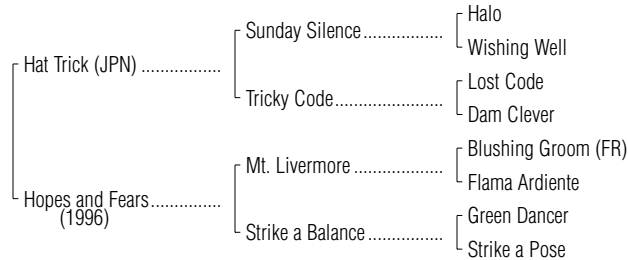 Halo
Sunday Silence..................
Wishing Well
Hat Trick (JPN) ................
Lost Code
Tricky Code........................
Dam Clever
Blushing Groom (FR)
Mt. Livermore ....................
Flama Ardiente
Hopes and Fears...............
(1996)
Green Dancer
Strike a Balance.................
Strike a Pose